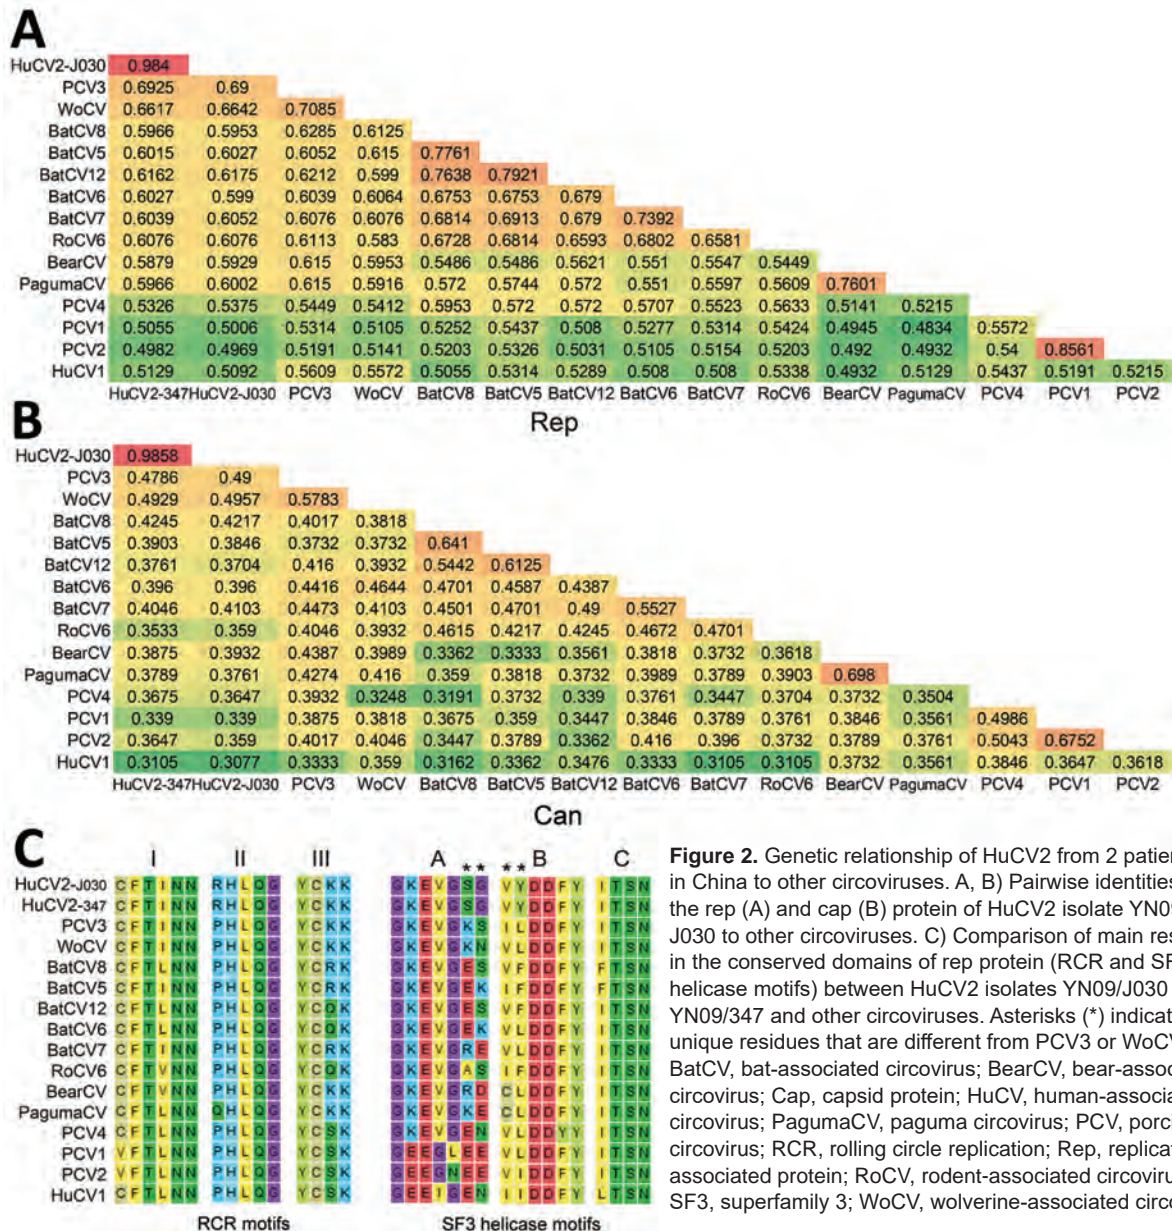 A
HuCV2-J030 0.984
PCV3 0.6925 0.69
WoCV 0.6617 0.6642 0.7085
BatCV8 0.5966 0.5953 0.6285 0.6125
BatCV5 0.6015 0.6027 0.6052 0.615 0.7761
BatCV12 0.6162 0.6175 0.6212 0.599 0.7638 0.7921
BatCV6 0.6027 0.599 0.6039 0.6064 0.6753 0.6753 0.679
BatCV7 0.6039 0.6052 0.6076 0.6076 0.6814 0.6913 0.679 0.7392
RoCV6 0.6076 0.6076 0.6113 0.583 0.6728 0.6814 0.6593 0.6802 0.6581
BearCV 0.5879 0.5929 0.615 0.5953 0.5486 0.5486 0.5621 0.551 0.5547 0.5449
PagumaCV 0.5966 0.6002 0.615 0.5916 0.572 0.5744 0.572 0.551 0.5597 0.5609 0.7601
PCV4 0.5326 0.5375 0.5449 0.5412 0.5953 0.572 0.572 0.5707 0.5523 0.5633 0.5141 0.5215
PCV1 0.5055 0.5006 0.5314 0.5105 0.5252 0.5437 0.508 0.5277 0.5314 0.5424 0.4945 0.4834 0.5572
PCV2 0.4982 0.4969 0.5191 0.5141 0.5203 0.5326 0.5031 0.5105 0.5154 0.5203 0.492 0.4932 0.54 0.8561
HuCV1 0.5129 0.5092 0.5609 0.5572 0.5055 0.5314 0.5289 0.508 0.508 0.5338 0.4932 0.5129 0.5437 0.5191 0.5215
HuCV2-347 HuCV2-J030 PCV3 WoCV BatCV8 BatCV5 BatCV12 BatCV6 BatCV7 RoCV6 BearCV PagumaCV PCV4 PCV1 PCV2
Rep
B
HuCV2-J030 0.9858
PCV3 0.4786 0.49
WoCV 0.4929 0.4957 0.5783
BatCV8 0.4245 0.4217 0.4017 0.3818
BatCV5 0.3903 0.3846 0.3732 0.3732 0.641
BatCV12 0.3761 0.3704 0.416 0.3932 0.5442 0.6125
BatCV6 0.396 0.396 0.4416 0.4644 0.4701 0.4587 0.4387
BatCV7 0.4046 0.4103 0.4473 0.4103 0.4501 0.4701 0.49 0.5527
RoCV6 0.3533 0.359 0.4046 0.3932 0.4615 0.4217 0.4245 0.4672 0.4701
BearCV 0.3875 0.3932 0.4387 0.3989 0.3362 0.3333 0.3561 0.3818 0.3732 0.3618
PagumaCV 0.3789 0.3761 0.4274 0.416 0.359 0.3818 0.3732 0.3989 0.3789 0.3903 0.698
PCV4 0.3675 0.3647 0.3932 0.3248 0.3191 0.3732 0.339 0.3761 0.3447 0.3704 0.3732 0.3504
PCV1 0.339 0.339 0.3875 0.3818 0.3675 0.359 0.3447 0.3846 0.3789 0.3761 0.3846 0.3561 0.4986
PCV2 0.3647 0.359 0.4017 0.4046 0.3447 0.3789 0.3362 0.416 0.396 0.3732 0.3789 0.3761 0.5043 0.6752
HuCV1 0.3105 0.3077 0.3333 0.359 0.3162 0.3362 0.3476 0.3333 0.3105 0.3105 0.3732 0.3561 0.3846 0.3647 0.3618
HuCV2-347 HuCV2-J030 PCV3 WoCV BatCV8 BatCV5 BatCV12 BatCV6 BatCV7 RoCV6 BearCV PagumaCV PCV4 PCV1 PCV2
Can
C
I II III A ** ** B C
HuCV2-J030 CFTINN RHLQG YCKK GKEVGSG VYDDFY ITSN
HuCV2-347 CFTINN RHLQG YCKK GKEVGSG VYDDFY ITSN
PCV3 CFTINN PHLQG YCKK GKEVGKS ILDDFY ITSN
WoCV CFTINN PHLQG YCKK GKEVGKN VLDDFY ITSN
BatCV8 CFTLNN PHLQG YCRK GKEVGES VFDDFY FTSN
BatCV5 CFTINN PHLQG YCRK GKEVGEK IFDDFY FTSN
BatCV12 CFTLNN PHLQG YCQK GKEVGES VFDDFY ITSN
BatCV6 CFTLNN PHLQG YCQK GKEVGEK VLDDFY ITSN
BatCV7 CFTINN PHLQG YCRK GKEVGRE VLDDFY ITSN
RoCV6 CFTVNN PHLQG YCQK GKEVGAS IFDDFY ITSN
BearCV CFTVNN PHLQG YCKK GKEVGRD CLDDFY ITSN
PagumaCV CFTLNN QHLQG YCKK GKEVGKE CLDDFY ITSN
PCV4 CFTLNN PHLQG YCKK GKEVGEN VLDDYY ITSN
PCV1 VFTLNN PHLQG YCSK GEEGLEE VLDDFY ITSN
PCV2 VFTLNN PHLQG YCSK GEEGNEE VLDDFY ITSN
HuCV1 CFTLNN PHLQG YCSK GEEIGEN IIDDFY LTSN
RCR motifs SF3 helicase motifs
Figure 2. Genetic relationship of HuCV2 from 2 patien
in China to other circoviruses. A, B) Pairwise identities
the rep (A) and cap (B) protein of HuCV2 isolate YN09
J030 to other circoviruses. C) Comparison of main res
in the conserved domains of rep protein (RCR and SF
helicase motifs) between HuCV2 isolates YN09/J030
YN09/347 and other circoviruses. Asterisks (*) indicat
unique residues that are different from PCV3 or WoCV
BatCV, bat-associated circovirus; BearCV, bear-assoc
circovirus; Cap, capsid protein; HuCV, human-associa
circovirus; PagumaCV, paguma circovirus; PCV, porc
circovirus; RCR, rolling circle replication; Rep, replicat
associated protein; RoCV, rodent-associated circoviru
SF3, superfamily 3; WoCV, wolverine-associated circo